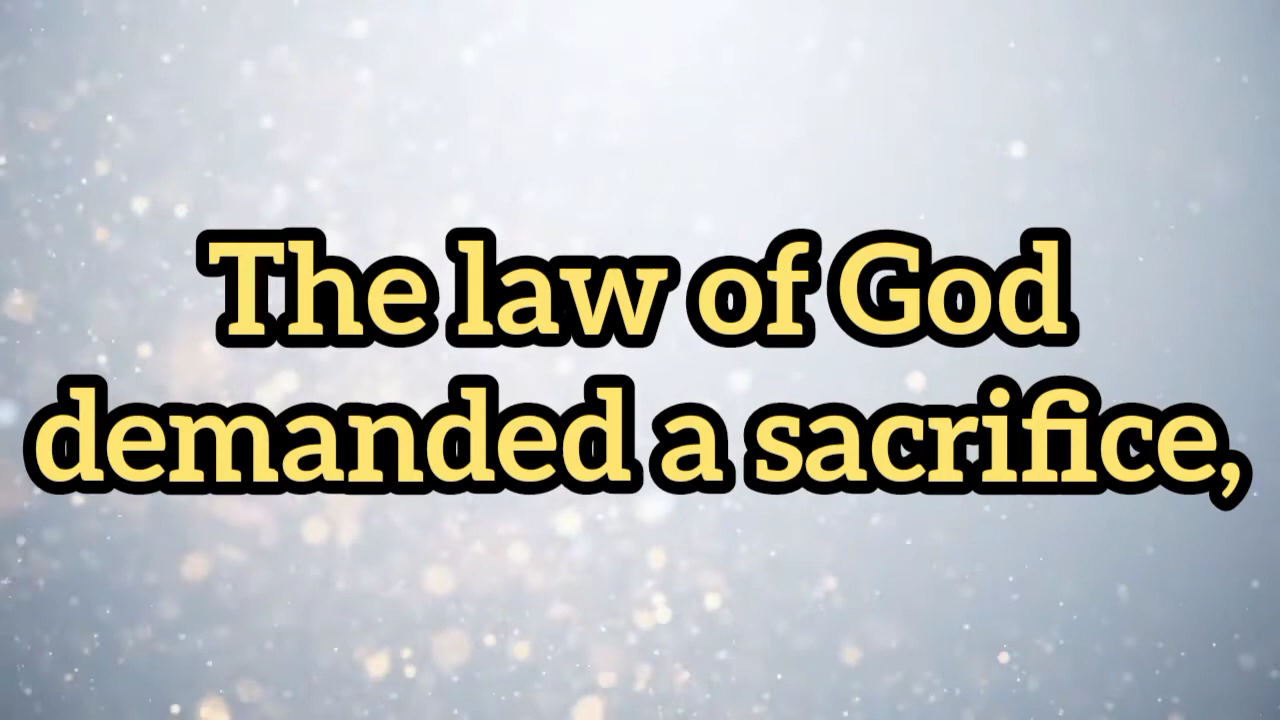 The law of God
demanded a sacrifice,